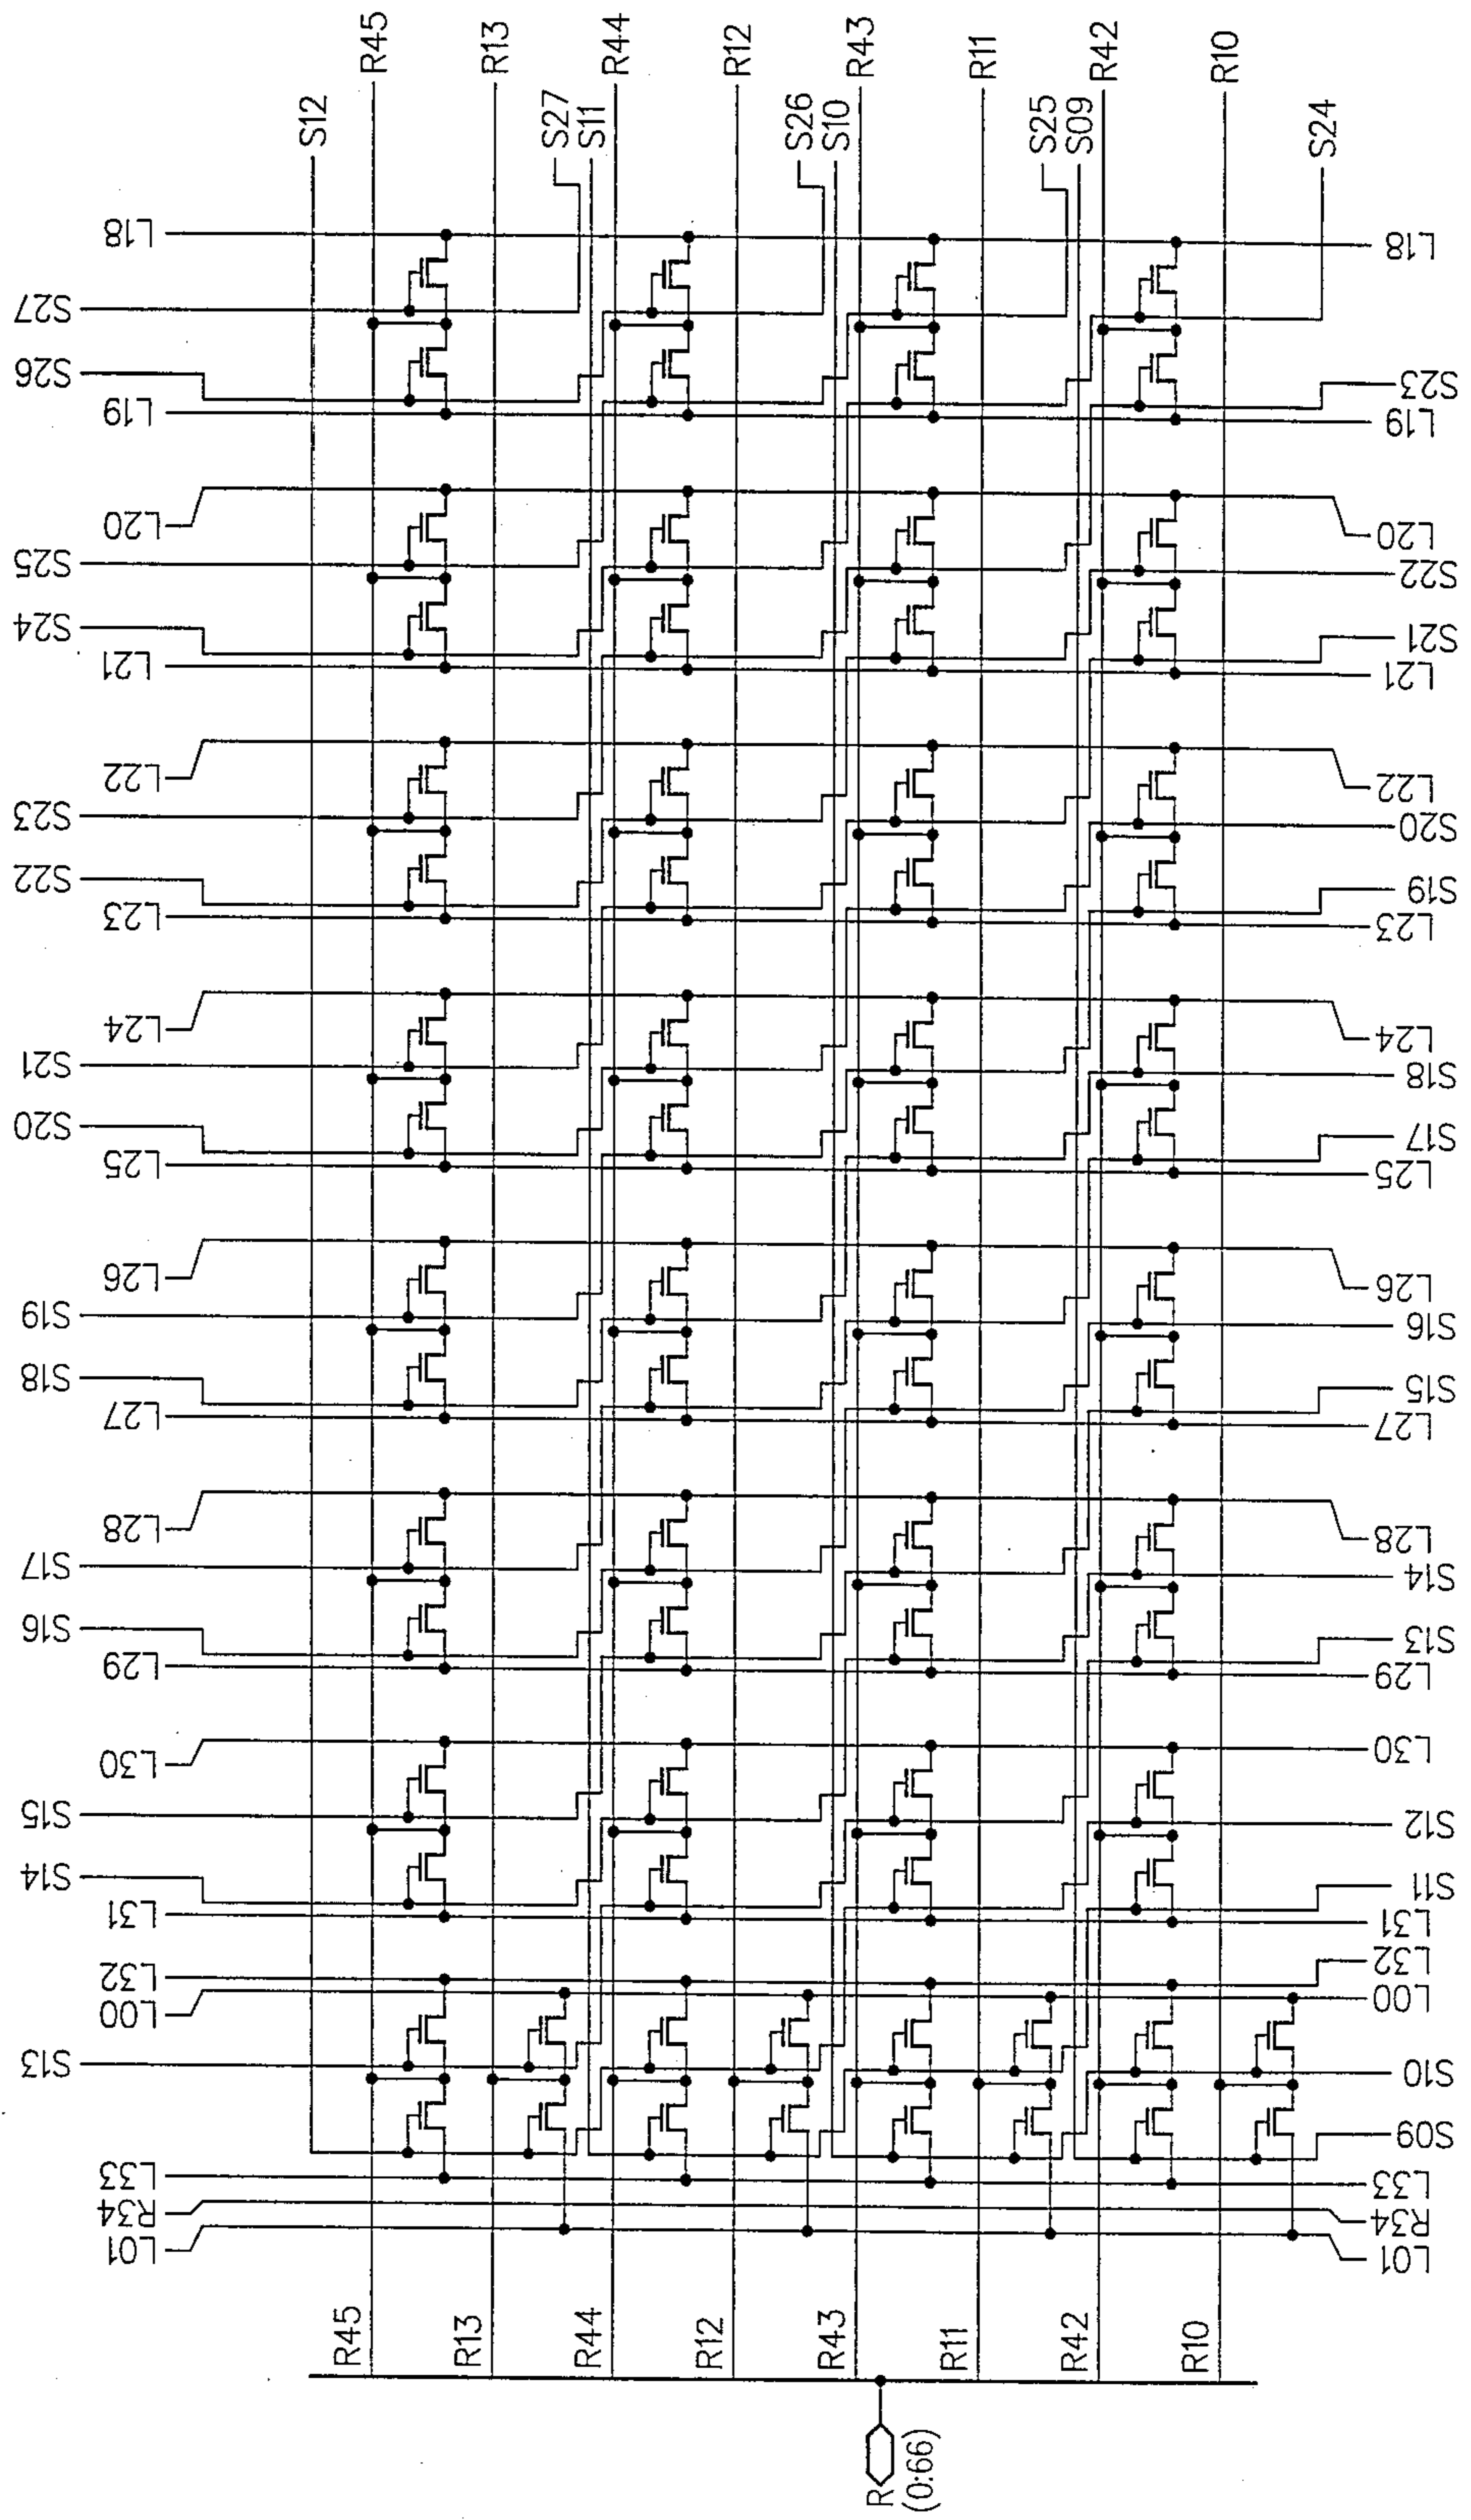 R45
R13
R44
R12
R43
R11
R42
R10
S12
S27
S11
S26
S10
S25
S09
S24
L18
S27
S26
L19
L20
S25
S24
L21
L22
S23
S22
L23
L24
S21
S20
L25
L26
S19
S18
L27
L28
S17
S16
L29
L30
S15
S14
L31
L32
L00
S13
L33
R34
L01
L18
S23
L19
L20
S22
S21
L21
L22
S20
S19
L23
L24
S18
S17
L25
L26
S16
S15
L27
L28
S14
S13
L29
L30
S12
S11
L31
L32
L00
S10
S09
L33
R34
L01
R45
R13
R44
R12
R43
R11
R42
R10
R
(0:66)